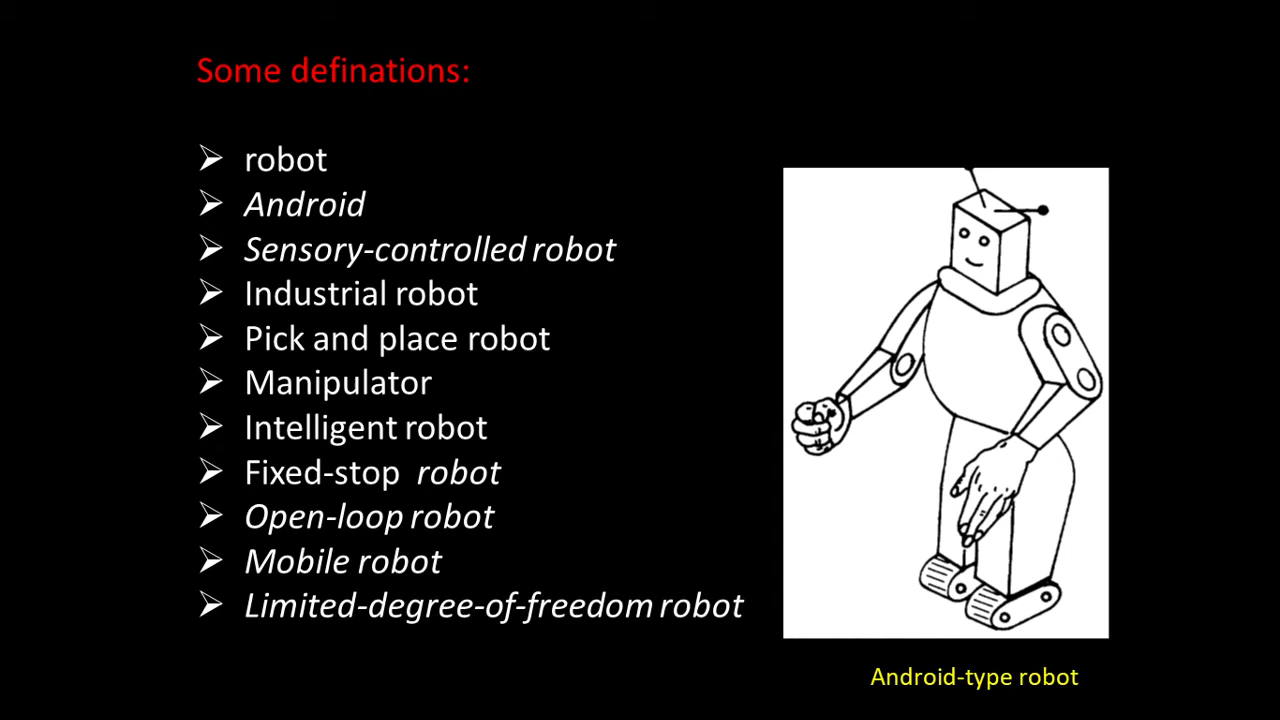 Some definations:
robot
Android
Sensory-controlled robot
Industrial robot
Pick and place robot
Manipulator
Intelligent robot
Fixed-stop robot
Open-loop robot
Mobile robot
Limited-degree-of-freedom robot
Android-type robot